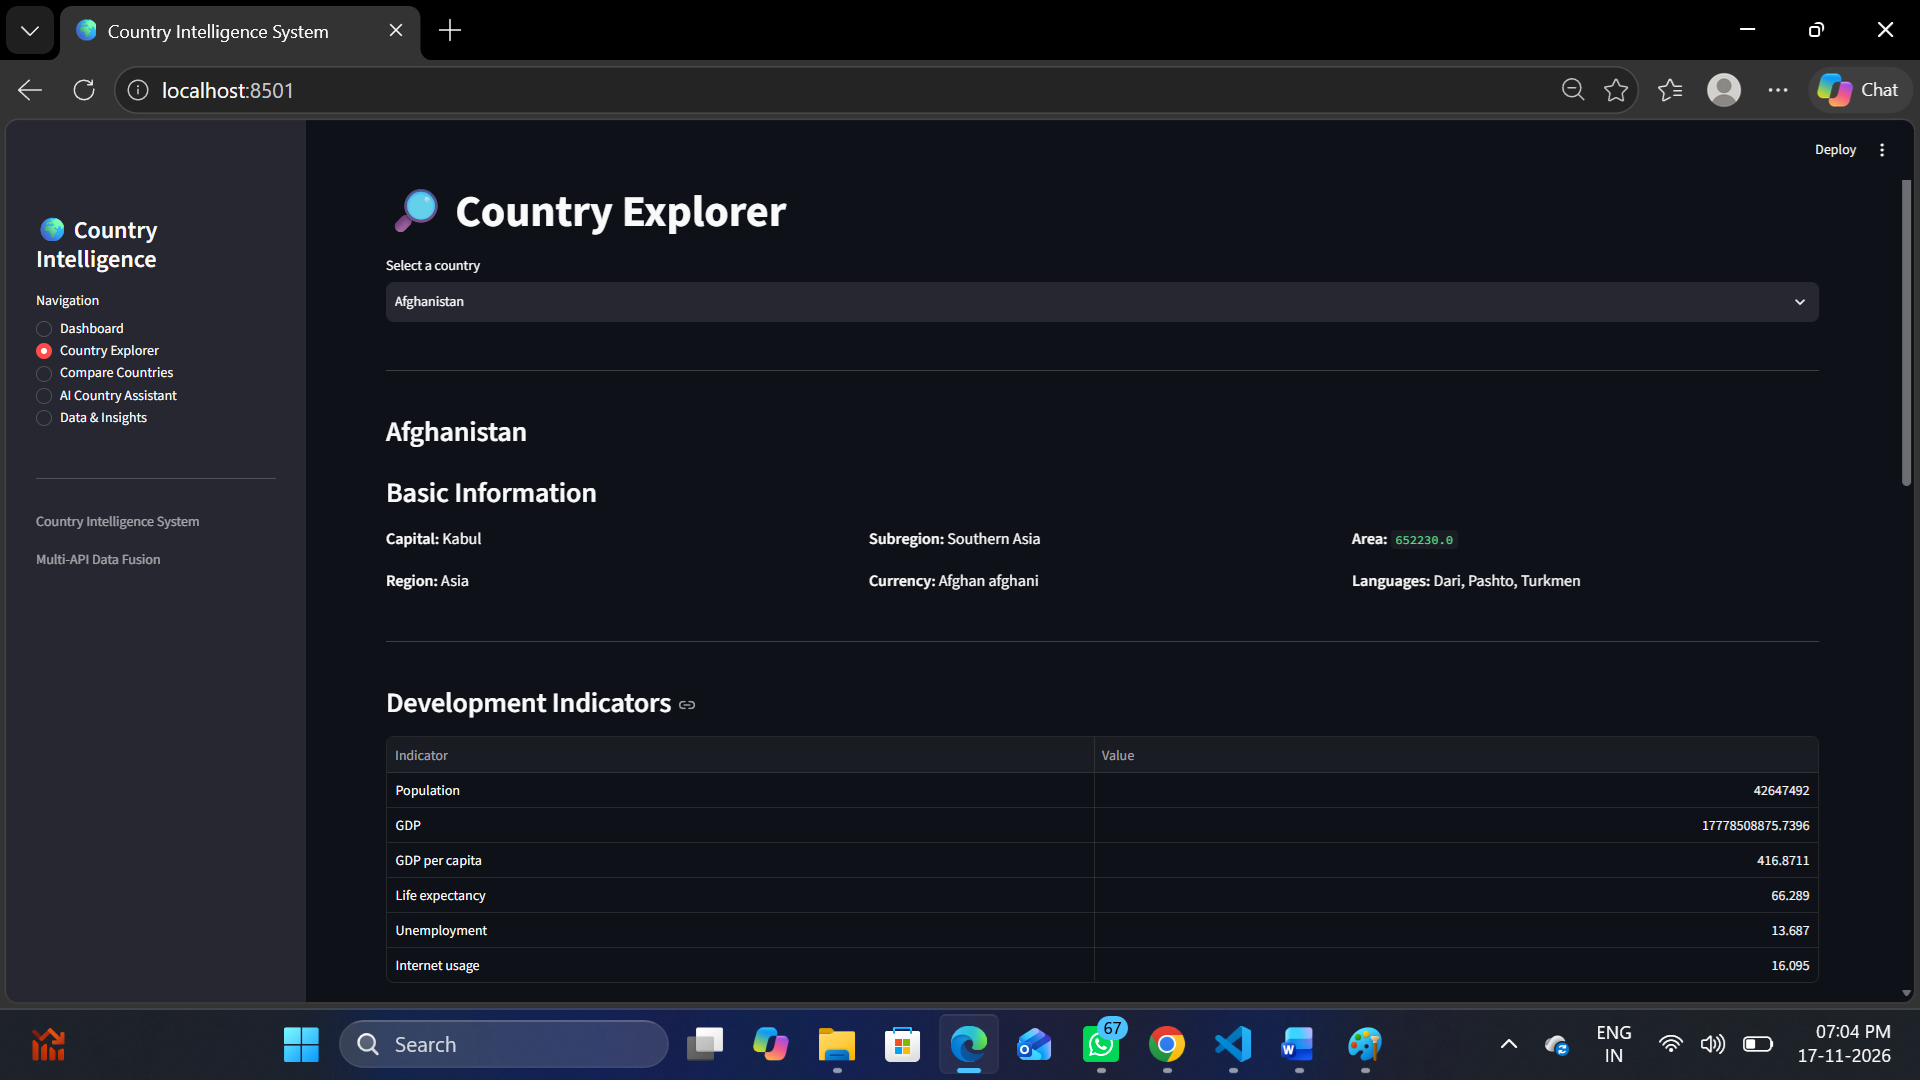 Country Intelligence System
localhost:8501
Chat
Deploy
Country
Intelligence
Navigation
Dashboard
Country Explorer
Compare Countries
AI Country Assistant
Data & Insights
Country Intelligence System
Multi-API Data Fusion
Country Explorer
Select a country
Afghanistan
Afghanistan
Basic Information
Capital: Kabul
Subregion: Southern Asia
Area: 652230.0
Region: Asia
Currency: Afghan afghani
Languages: Dari, Pashto, Turkmen
Development Indicators
Indicator Value
Population 42647492
GDP 17778508875.7396
GDP per capita 416.8711
Life expectancy 66.289
Unemployment 13.687
Internet usage 16.095
Search
67
ENG
IN
07:04 PM
17-11-2026